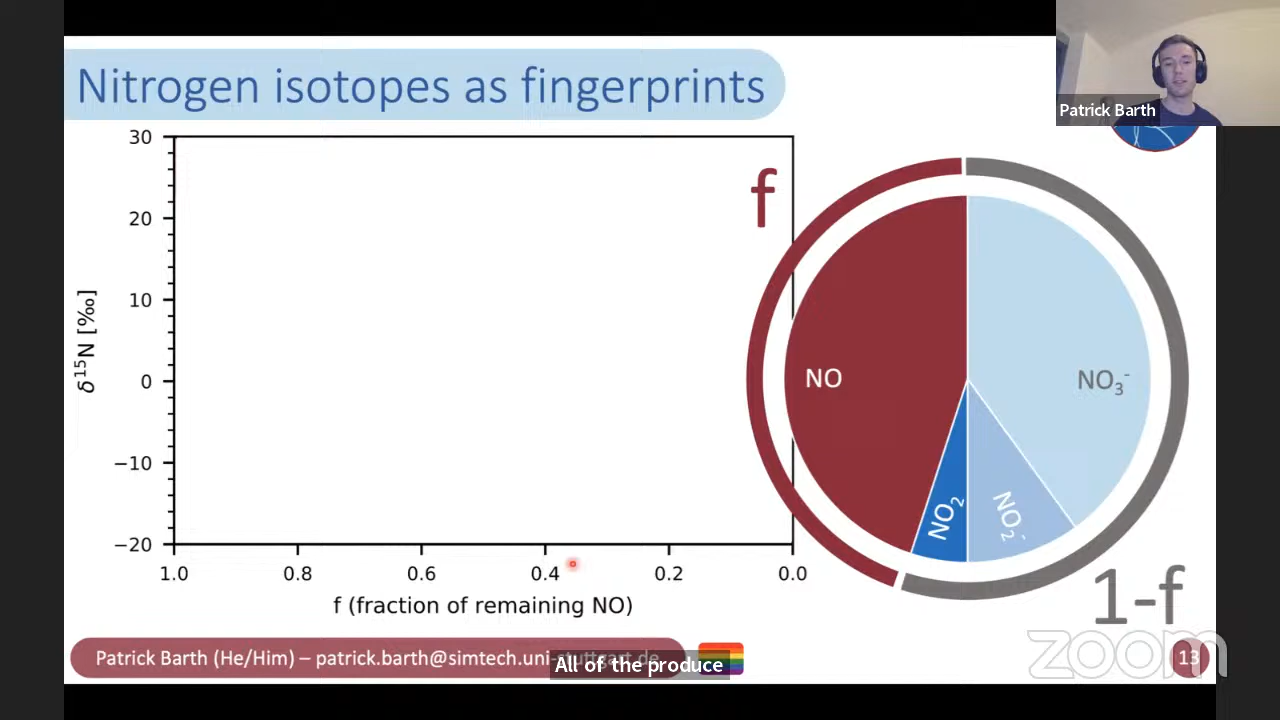 Nitrogen isotopes as fingerprints
Patrick Barth
30
20
10
0
−10
−20
δ¹⁵N [‰]
1.0 0.8 0.6 0.4 0.2 0.0
f (fraction of remaining NO)
f
NO
NO₃⁻
NO₂
NO₂⁻
1-f
Patrick Barth (He/Him) – patrick.barth@simtech.uni-stuttgart.de
All of the produce
zoom
13